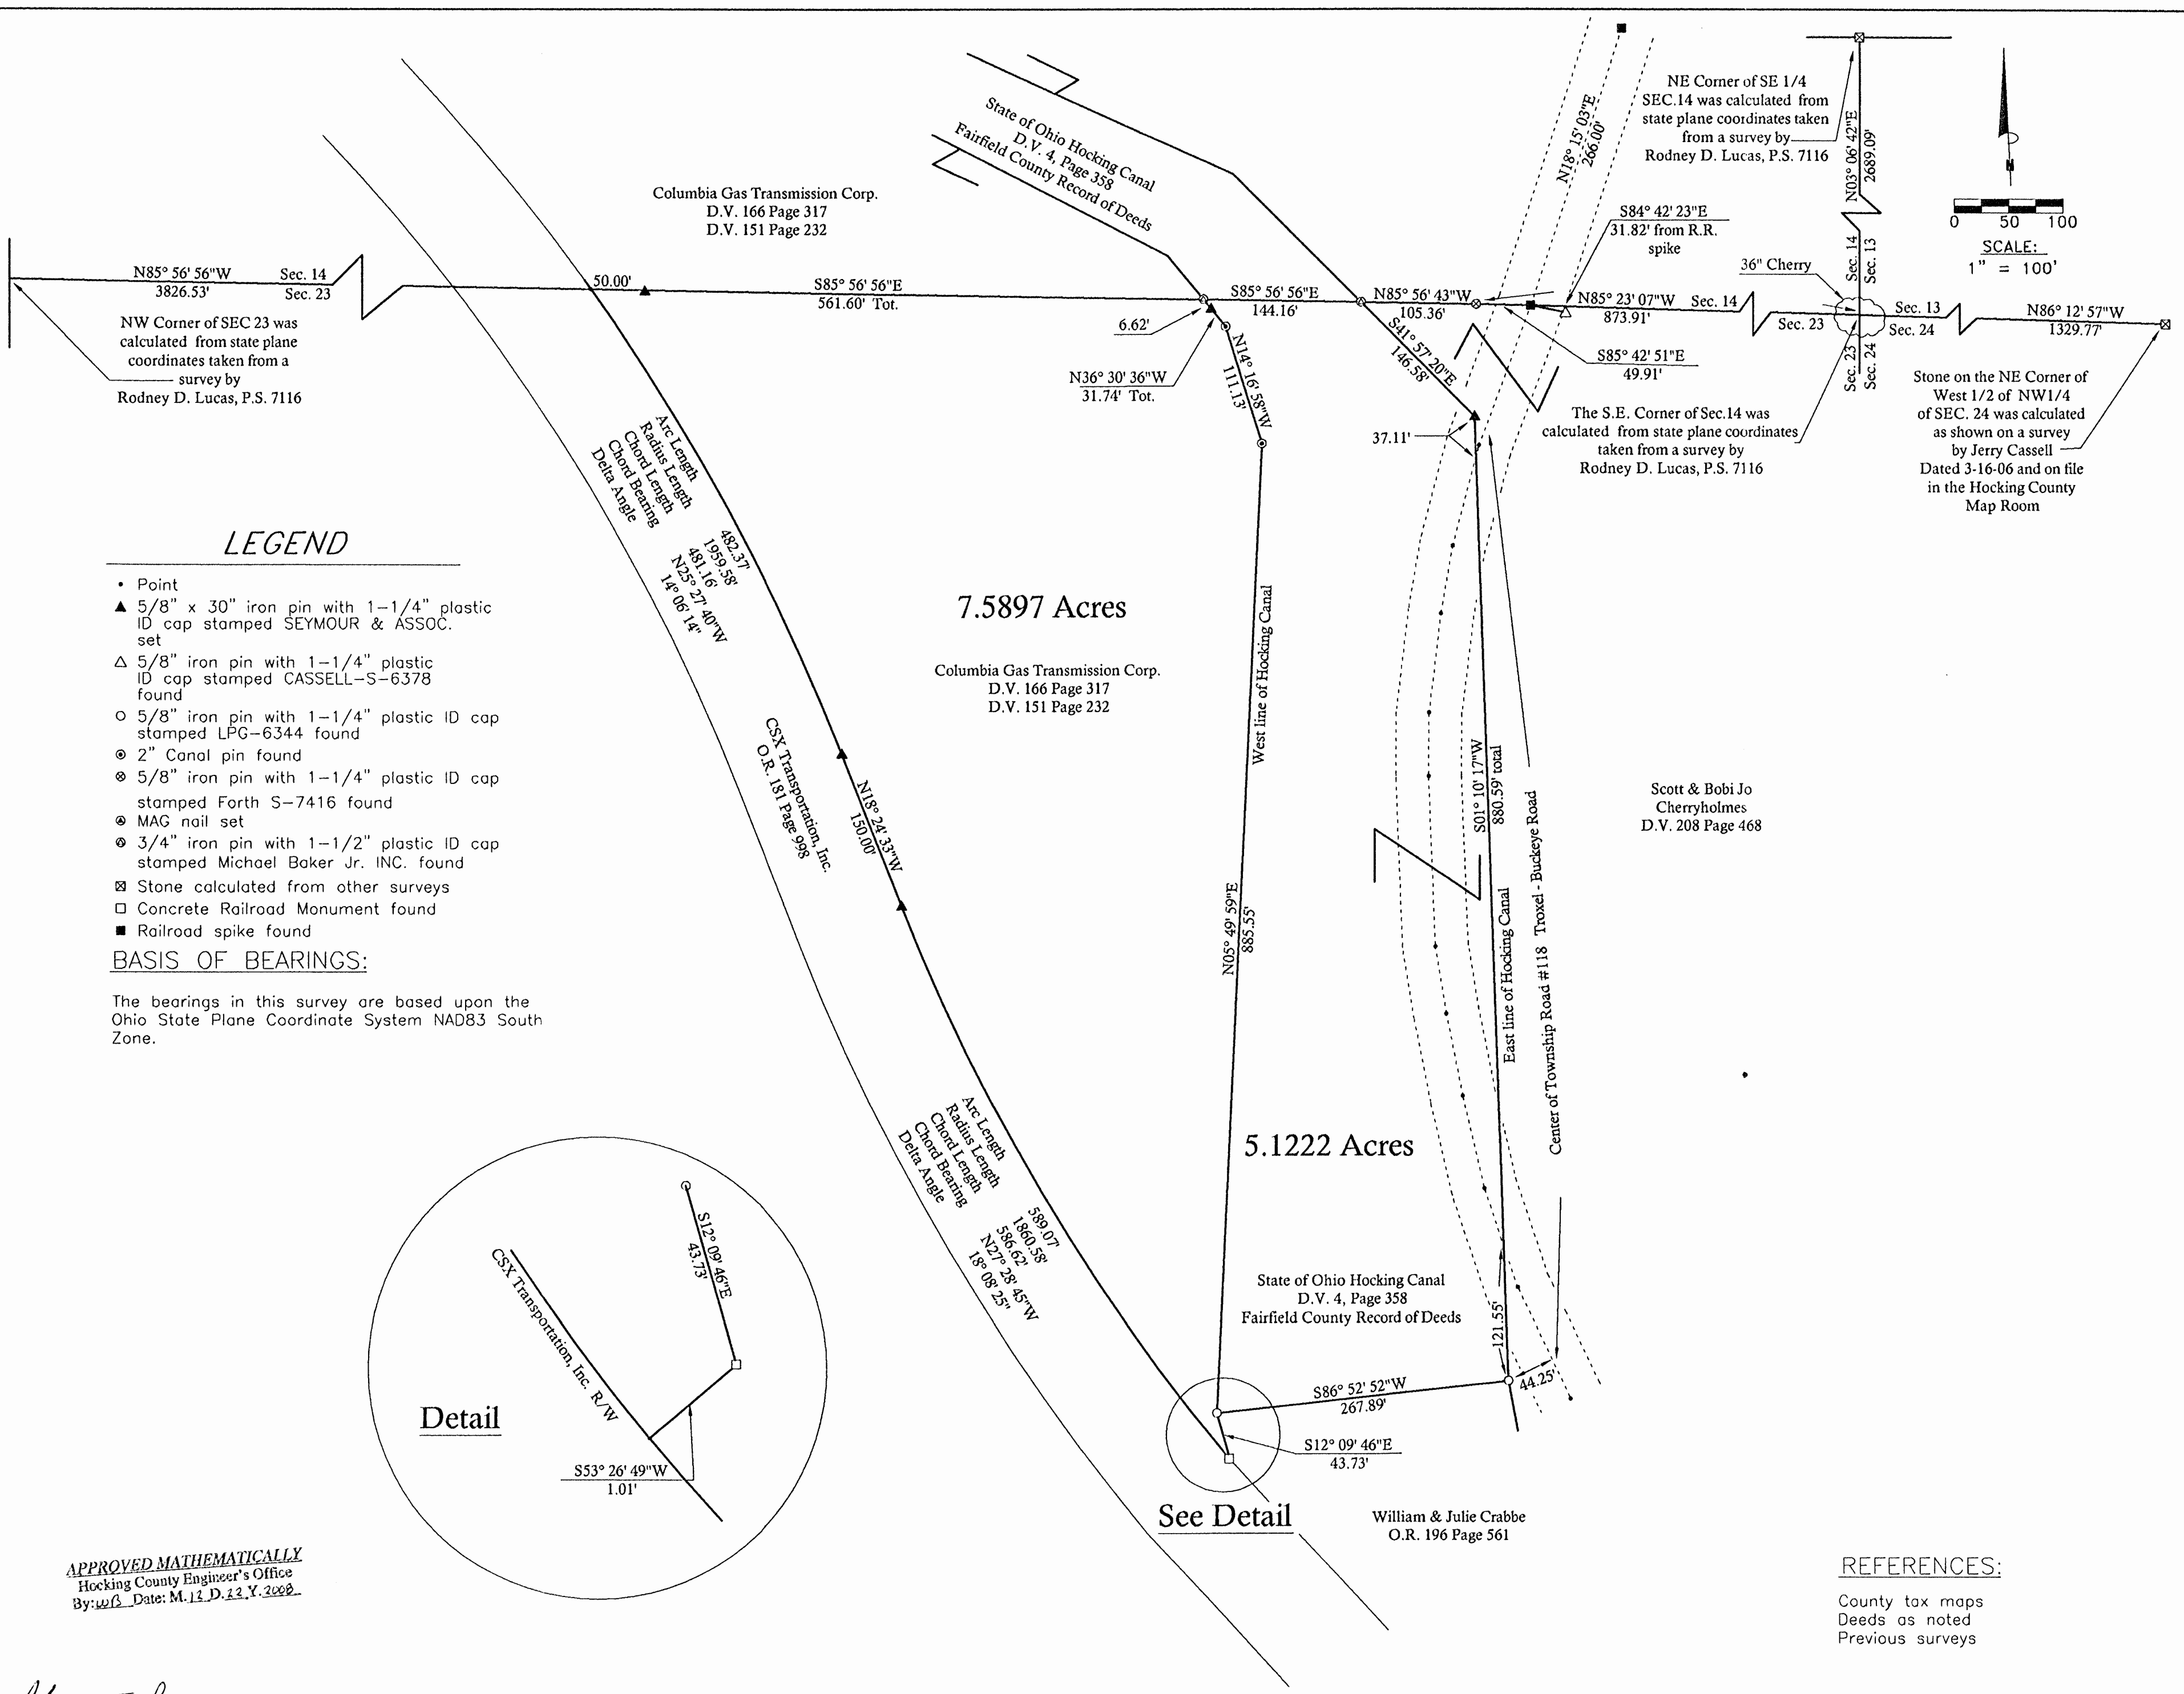 NE Corner of SE 1/4
SEC.14 was calculated from
state plane coordinates taken
from a survey by
Rodney D. Lucas, P.S. 7116
N03° 06' 42"E
2689.09'
N18° 15' 03"E
266.00'
0 50 100
SCALE:
1" = 100'
State of Ohio Hocking Canal
D.V. 4, Page 358
Fairfield County Record of Deeds
Columbia Gas Transmission Corp.
D.V. 166 Page 317
D.V. 151 Page 232
S84° 42' 23"E
31.82' from R.R.
spike
36" Cherry
Sec. 14
Sec. 13
N85° 56' 56"W
3826.53'
Sec. 14
Sec. 23
50.00'
S85° 56' 56"E
561.60' Tot.
S85° 56' 56"E
144.16'
N85° 56' 43"W
105.36'
N85° 23' 07"W
873.91'
Sec. 14
Sec. 23
Sec. 13
Sec. 24
N86° 12' 57"W
1329.77'
Sec. 23
Sec. 24
NW Corner of SEC 23 was
calculated from state plane
coordinates taken from a
survey by
Rodney D. Lucas, P.S. 7116
6.62'
N36° 30' 36"W
31.74' Tot.
N14° 16' 58"W
111.13'
S41° 57' 20"E
146.58'
S85° 42' 51"E
49.91'
37.11'
The S.E. Corner of Sec.14 was
calculated from state plane coordinates
taken from a survey by
Rodney D. Lucas, P.S. 7116
Stone on the NE Corner of
West 1/2 of NW1/4
of SEC. 24 was calculated
as shown on a survey
by Jerry Cassell
Dated 3-16-06 and on file
in the Hocking County
Map Room
Arc Length 482.37'
Radius Length 1959.58'
Chord Length 481.16'
Chord Bearing N25° 27' 40"W
Delta Angle 14° 06' 14"
LEGEND
Point
5/8" x 30" iron pin with 1-1/4" plastic
ID cap stamped SEYMOUR & ASSOC.
set
5/8" iron pin with 1-1/4" plastic
ID cap stamped CASSELL-S-6378
found
5/8" iron pin with 1-1/4" plastic ID cap
stamped LPG-6344 found
2" Canal pin found
5/8" iron pin with 1-1/4" plastic ID cap
stamped Forth S-7416 found
MAG nail set
3/4" iron pin with 1-1/2" plastic ID cap
stamped Michael Baker Jr. INC. found
Stone calculated from other surveys
Concrete Railroad Monument found
Railroad spike found
BASIS OF BEARINGS:
The bearings in this survey are based upon the
Ohio State Plane Coordinate System NAD83 South
Zone.
7.5897 Acres
Columbia Gas Transmission Corp.
D.V. 166 Page 317
D.V. 151 Page 232
West line of Hocking Canal
N05° 49' 59"E
885.55'
CSX Transportation, Inc.
O.R. 181 Page 998
N18° 24' 33"W
150.00'
S01° 10' 17"W
880.59' total
East line of Hocking Canal
Center of Township Road #118 Troxel - Buckeye Road
Scott & Bobi Jo
Cherryholmes
D.V. 208 Page 468
Arc Length 589.07'
Radius Length 1860.58'
Chord Length 586.62'
Chord Bearing N27° 28' 45"W
Delta Angle 18° 08' 25"
5.1222 Acres
State of Ohio Hocking Canal
D.V. 4, Page 358
Fairfield County Record of Deeds
121.55'
44.25'
S86° 52' 52"W
267.89'
S12° 09' 46"E
43.73'
See Detail
William & Julie Crabbe
O.R. 196 Page 561
S12° 09' 46"E
43.73'
CSX Transportation, Inc. R/W
Detail
S53° 26' 49"W
1.01'
APPROVED MATHEMATICALLY
Hocking County Engineer's Office
By: WB Date: M.12 D.22 Y.2008
REFERENCES:
County tax maps
Deeds as noted
Previous surveys
N